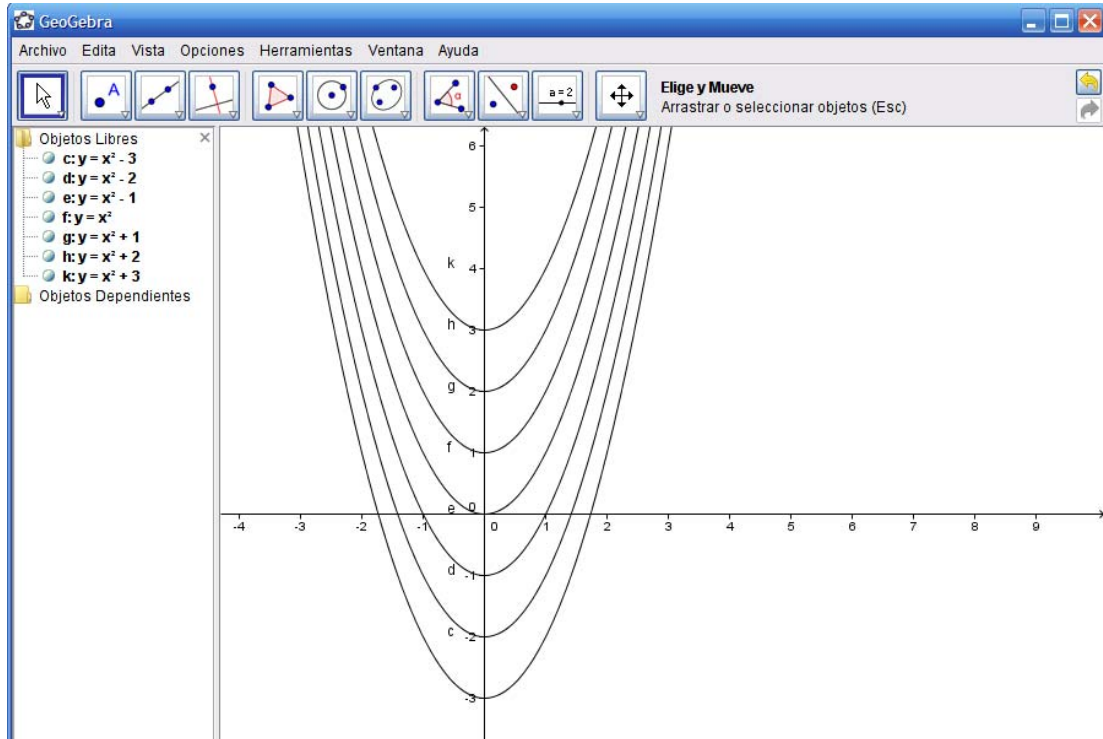 GeoGebra
Archivo Edita Vista Opciones Herramientas Ventana Ayuda
A
α
a = 2
Elige y Mueve
Arrastrar o seleccionar objetos (Esc)
Objetos Libres
c: y = x² - 3
d: y = x² - 2
e: y = x² - 1
f: y = x²
g: y = x² + 1
h: y = x² + 2
k: y = x² + 3
Objetos Dependientes
6
5
k 4
h 3
g 2
f 1
e 0
-4 -3 -2 -1 0 1 2 3 4 5 6 7 8 9
d -1
c -2
-3